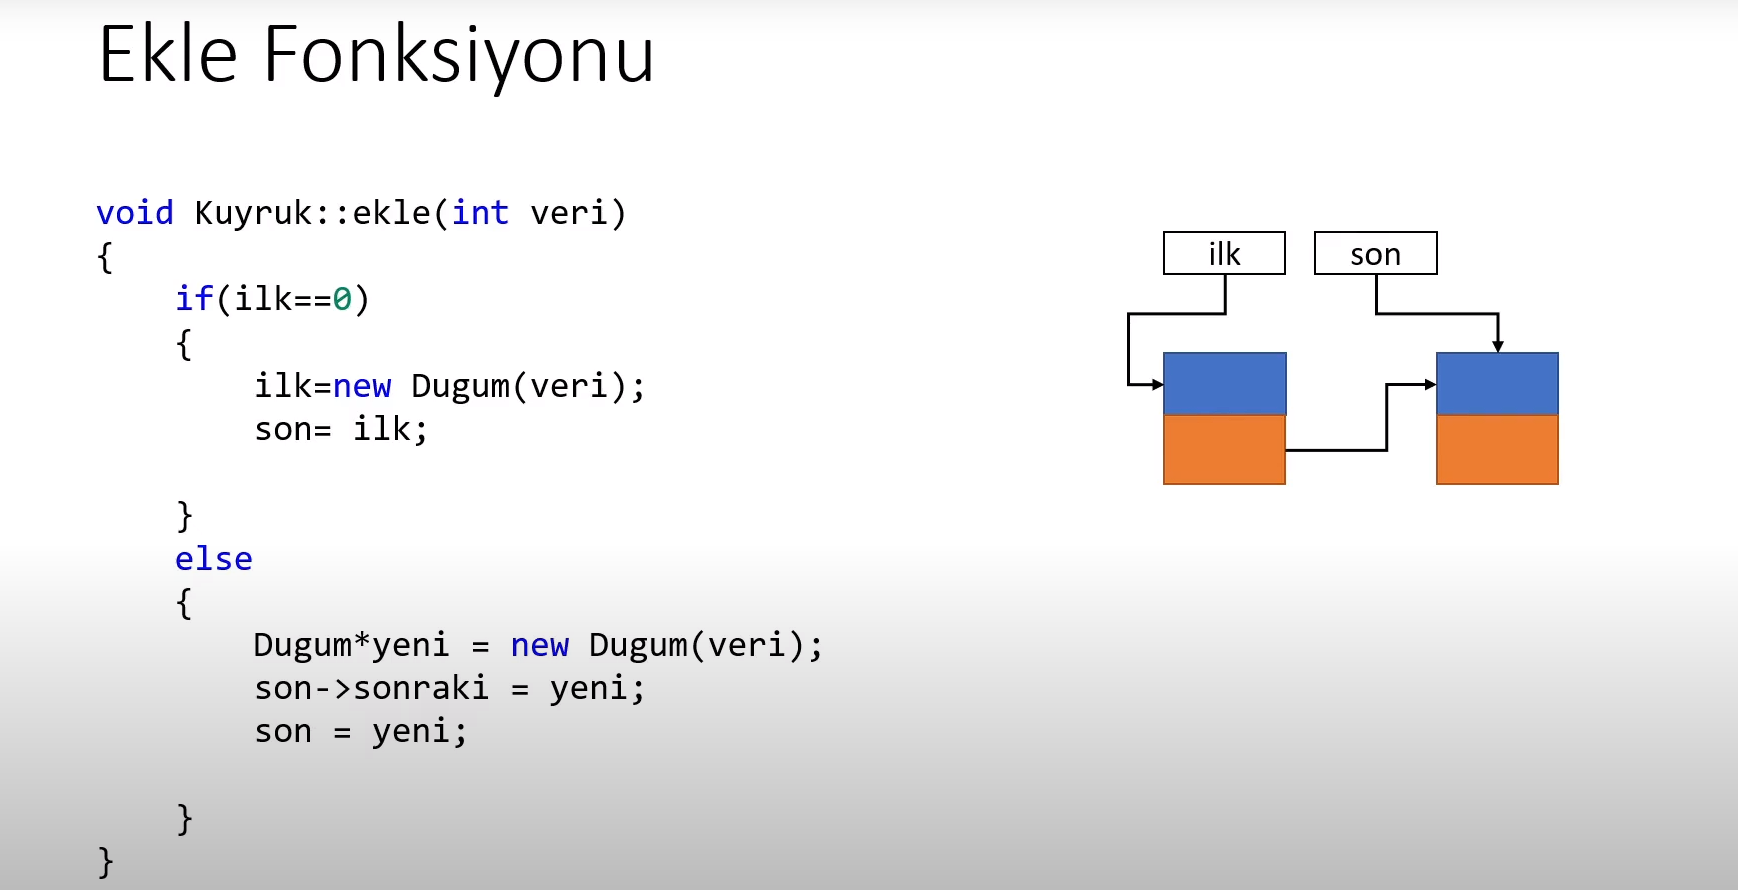 Ekle Fonksiyonu
void Kuyruk::ekle(int veri)
{
if(ilk==0)
{
ilk=new Dugum(veri);
son= ilk;
}
else
{
Dugum*yeni = new Dugum(veri);
son->sonraki = yeni;
son = yeni;
}
}
ilk
son